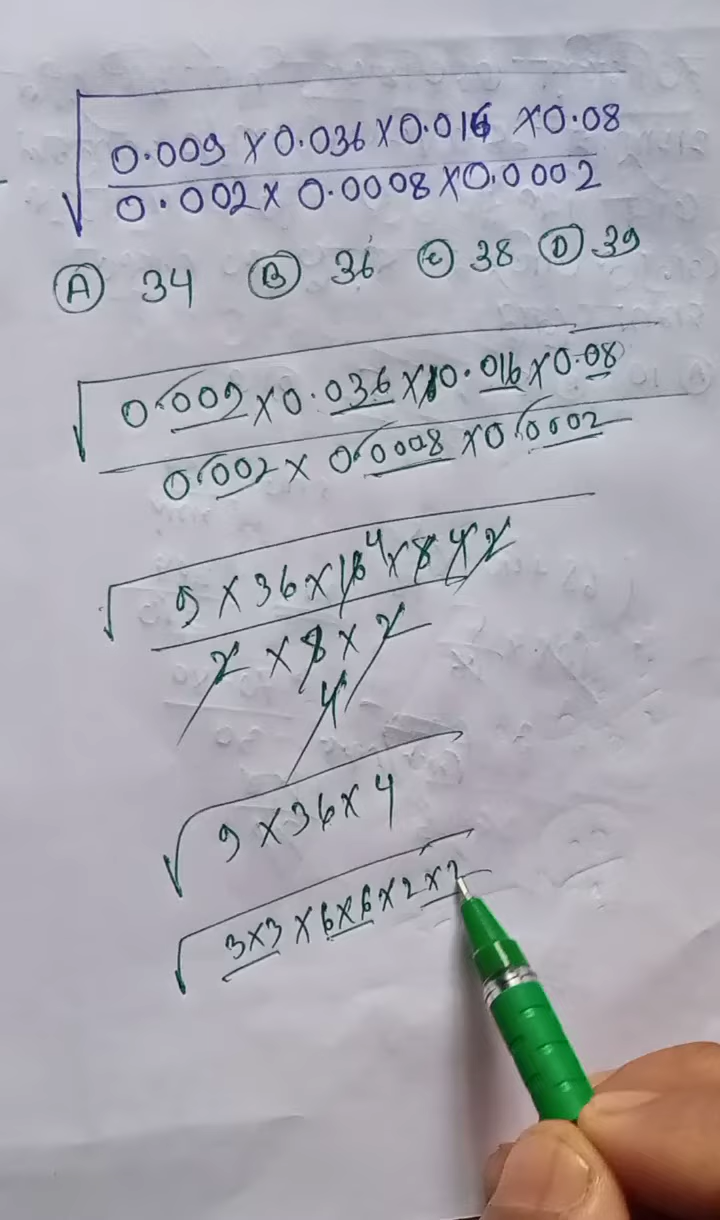 √(0.009 × 0.036 × 0.016 × 0.08
0.002 × 0.0008 × 0.0002)
Ⓐ 34 Ⓑ 36 Ⓒ 38 Ⓓ 39
√(0.009 × 0.036 × 0.016 × 0.08
0.002 × 0.0008 × 0.0002)
√(9 × 36 × 16 4 × 8 4 2
2 × 8 × 2
4)
√9 × 36 × 4
√3 × 3 × 6 × 6 × 2 × 2